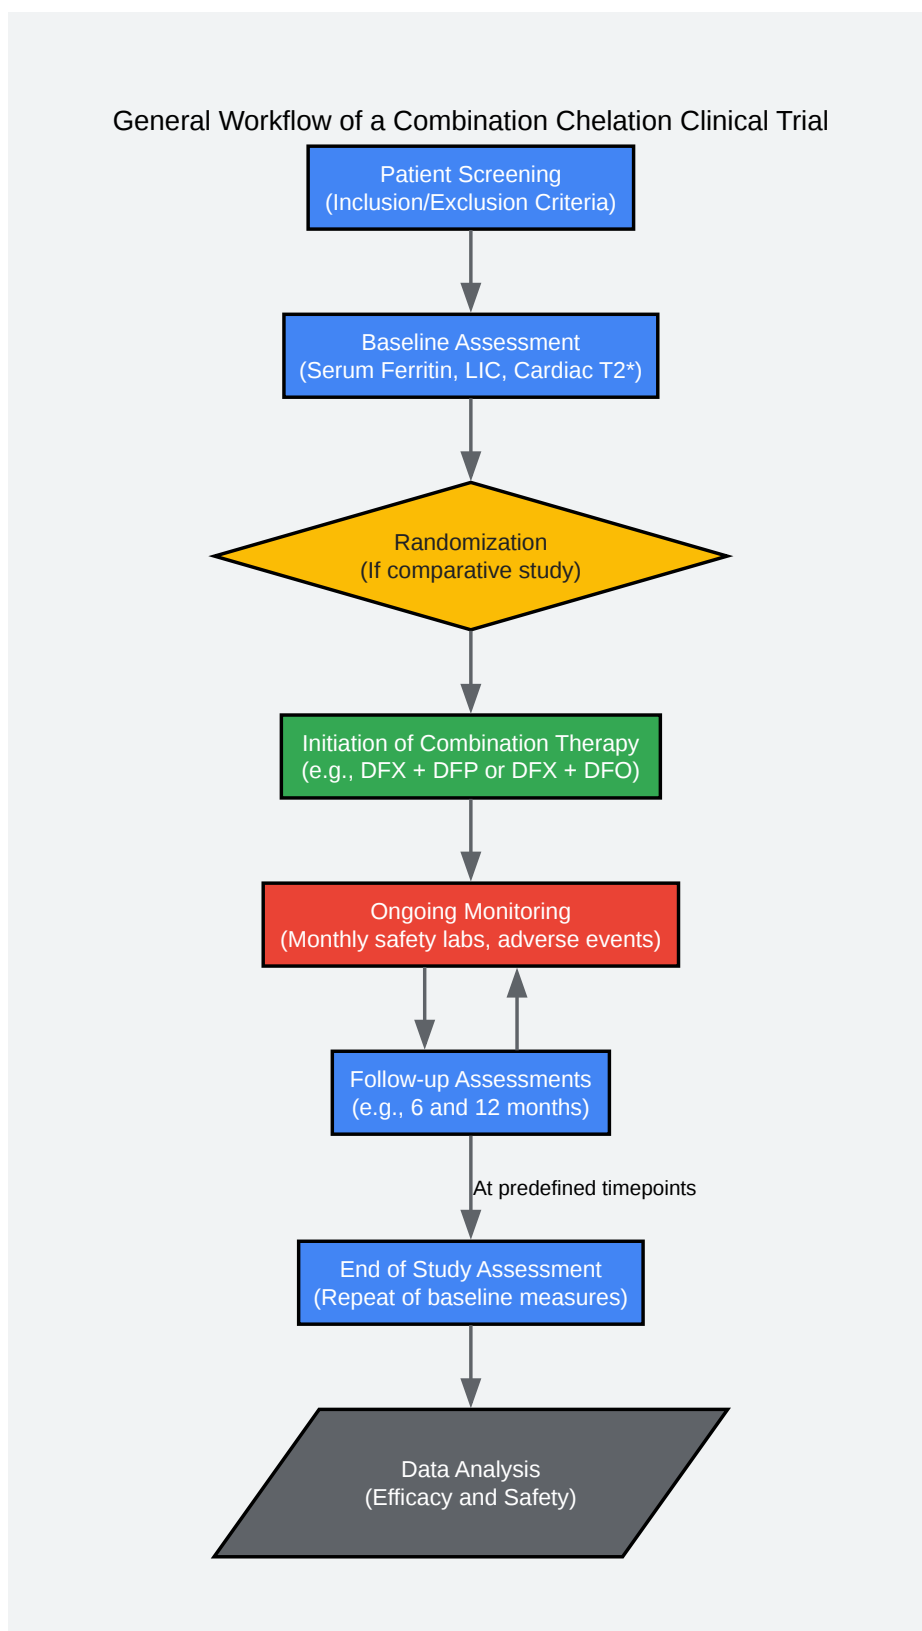 General Workflow of a Combination Chelation Clinical Trial
Patient Screening
(Inclusion/Exclusion Criteria)
Baseline Assessment
(Serum Ferritin, LIC, Cardiac T2*)
Randomization
(If comparative study)
Initiation of Combination Therapy
(e.g., DFX + DFP or DFX + DFO)
Ongoing Monitoring
(Monthly safety labs, adverse events)
Follow-up Assessments
(e.g., 6 and 12 months)
At predefined timepoints
End of Study Assessment
(Repeat of baseline measures)
Data Analysis
(Efficacy and Safety)